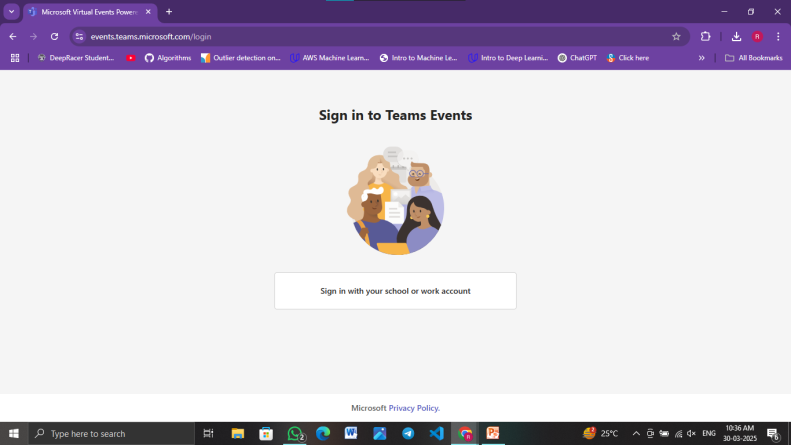 Microsoft Virtual Events Powere
events.teams.microsoft.com/login
R
DeepRacer Student...
Algorithms
Outlier detection on...
AWS Machine Learn...
Intro to Machine Le...
Intro to Deep Learni...
ChatGPT
Click here
All Bookmarks
Sign in to Teams Events
Sign in with your school or work account
Microsoft Privacy Policy.
Type here to search
2
25°C
ENG
10:36 AM
30-03-2025
6